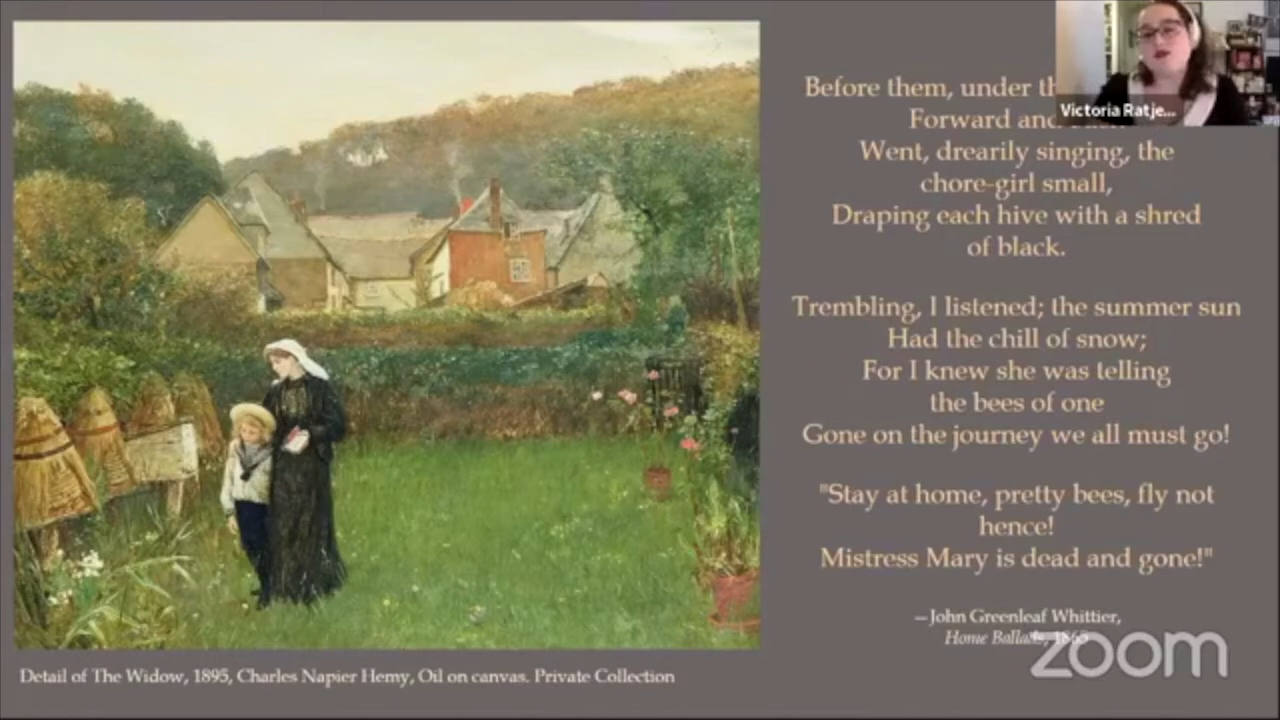 Before them, under th
Forward and
Went, drearily singing, the
chore-girl small,
Draping each hive with a shred
of black.
Trembling, I listened; the summer sun
Had the chill of snow;
For I knew she was telling
the bees of one
Gone on the journey we all must go!
"Stay at home, pretty bees, fly not
hence!
Mistress Mary is dead and gone!"
—John Greenleaf Whittier,
Home
Victoria Ratje...
zoom
Detail of The Widow, 1895, Charles Napier Hemy, Oil on canvas. Private Collection